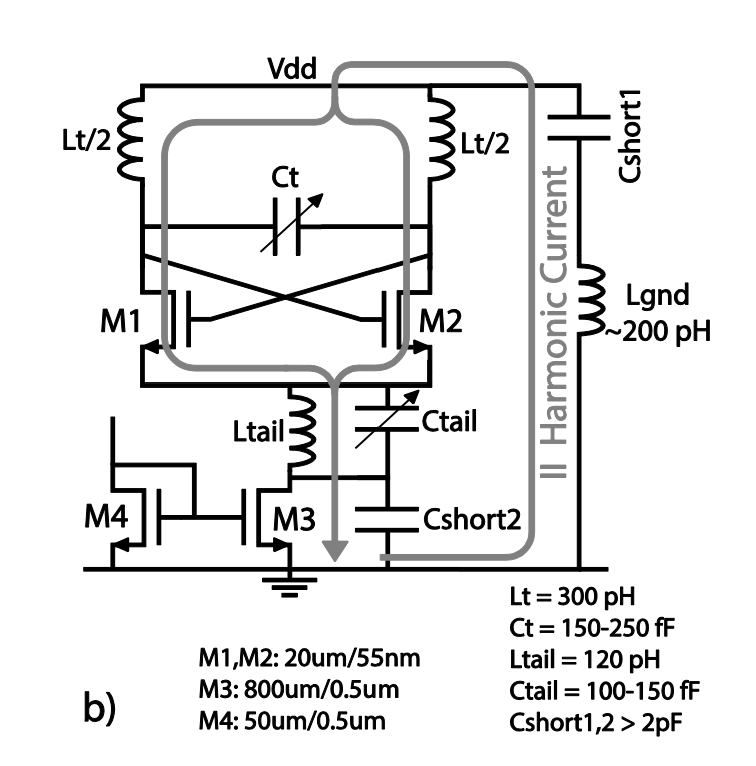 Vdd
Lt/2
Lt/2
Ct
Cshort1
M1
M2
Lgnd
~200 pH
II Harmonic Current
Ltail
Ctail
M4
M3
Cshort2
Lt = 300 pH
Ct = 150-250 fF
Ltail = 120 pH
Ctail = 100-150 fF
Cshort1,2 > 2pF
M1,M2: 20um/55nm
M3: 800um/0.5um
M4: 50um/0.5um
b)